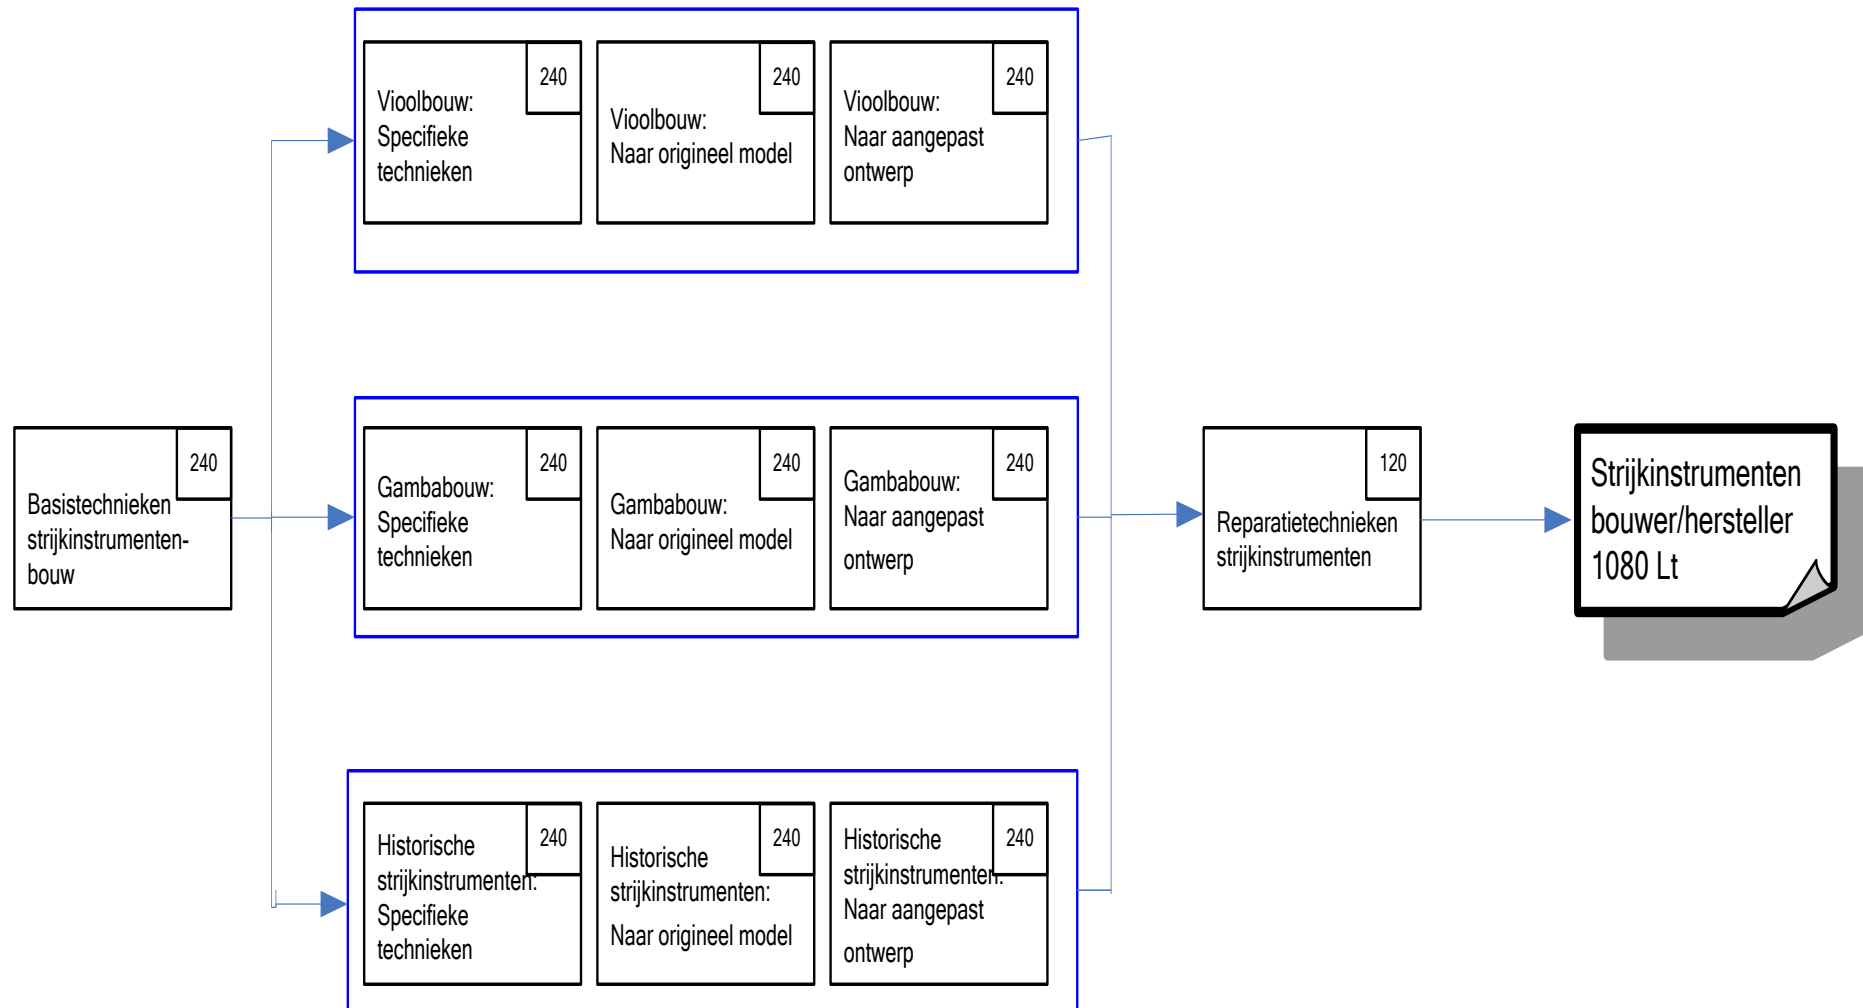 240
Vioolbouw:
Specifieke
technieken
240
Vioolbouw:
Naar origineel model
240
Vioolbouw:
Naar aangepast
ontwerp
240
Basistechnieken
strijkinstrumenten-
bouw
240
Gambabouw:
Specifieke
technieken
240
Gambabouw:
Naar origineel model
240
Gambabouw:
Naar aangepast
ontwerp
120
Reparatietechnieken
strijkinstrumenten
Strijkinstrumenten
bouwer/hersteller
1080 Lt
240
Historische
strijkinstrumenten:
Specifieke
technieken
240
Historische
strijkinstrumenten:
Naar origineel model
240
Historische
strijkinstrumenten:
Naar aangepast
ontwerp